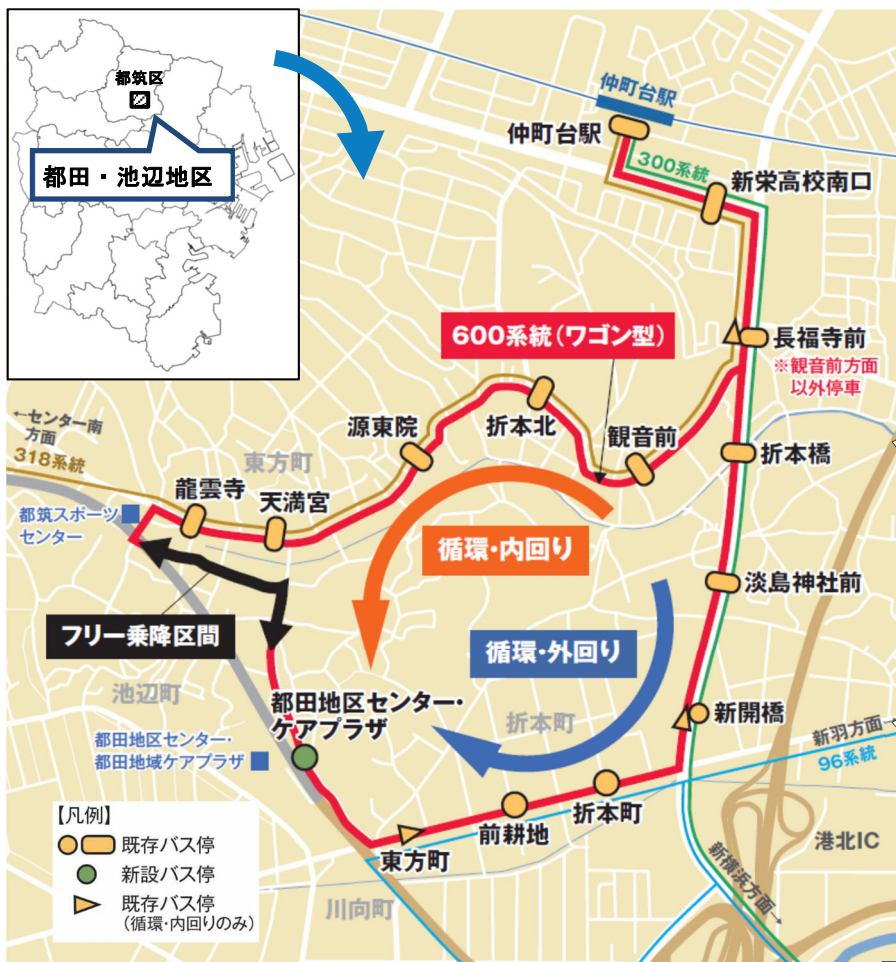 都筑区
都田・池辺地区
仲町台駅
仲町台駅
300系統
新栄高校南口
600系統(ワゴン型)
長福寺前
※観音前方面
以外停車
←センター南
方面
318系統
東方町
源東院
折本北
観音前
折本橋
龍雲寺
天満宮
都筑スポーツ
センター
循環・内回り
淡島神社前
フリー乗降区間
循環・外回り
池辺町
都田地区センター・
ケアプラザ
折本町
新開橋
都田地区センター・
都田地域ケアプラザ
新羽方面→
96系統
【凡例】
既存バス停
新設バス停
既存バス停
(循環・内回りのみ)
東方町
前耕地
折本町
港北IC
川向町
新横浜方面→